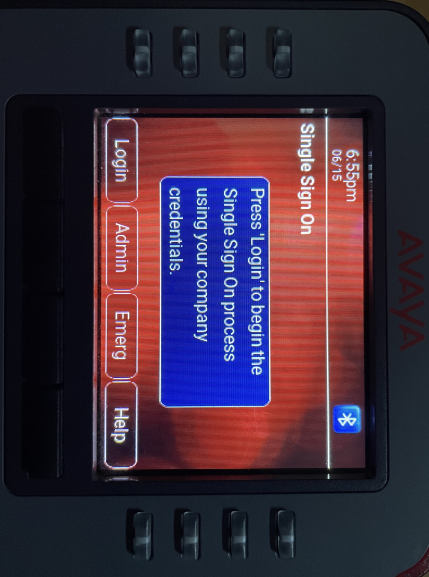 AVAYA
6:55pm
06/15
Single Sign On
Press 'Login' to begin the
Single Sign On process
using your company
credentials.
Login Admin Emerg Help